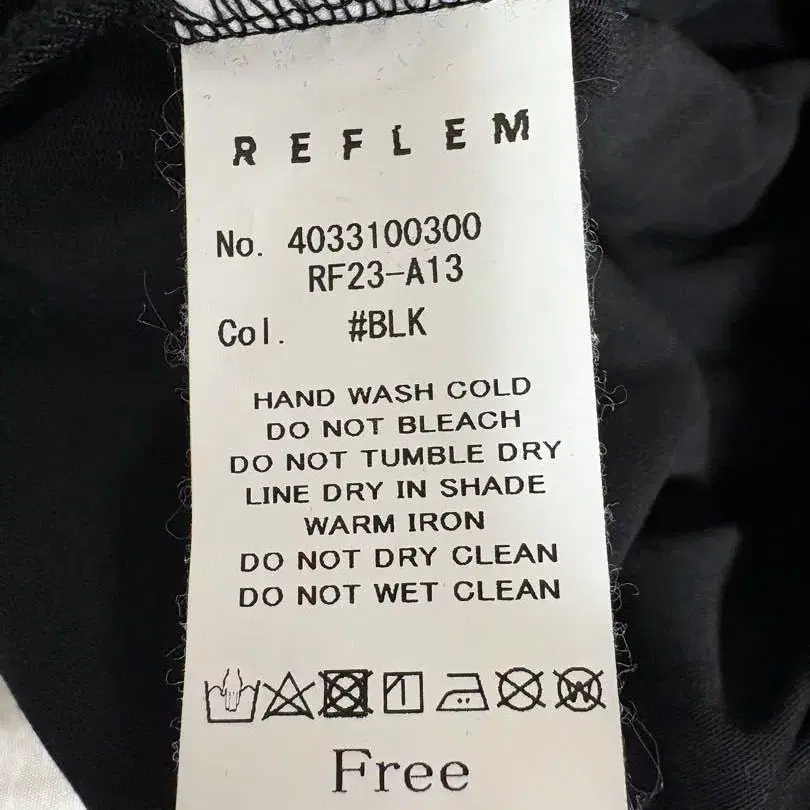 REFLEM
No. 4033100300
RF23-A13
Col. #BLK
HAND WASH COLD
DO NOT BLEACH
DO NOT TUMBLE DRY
LINE DRY IN SHADE
WARM IRON
DO NOT DRY CLEAN
DO NOT WET CLEAN
W
Free